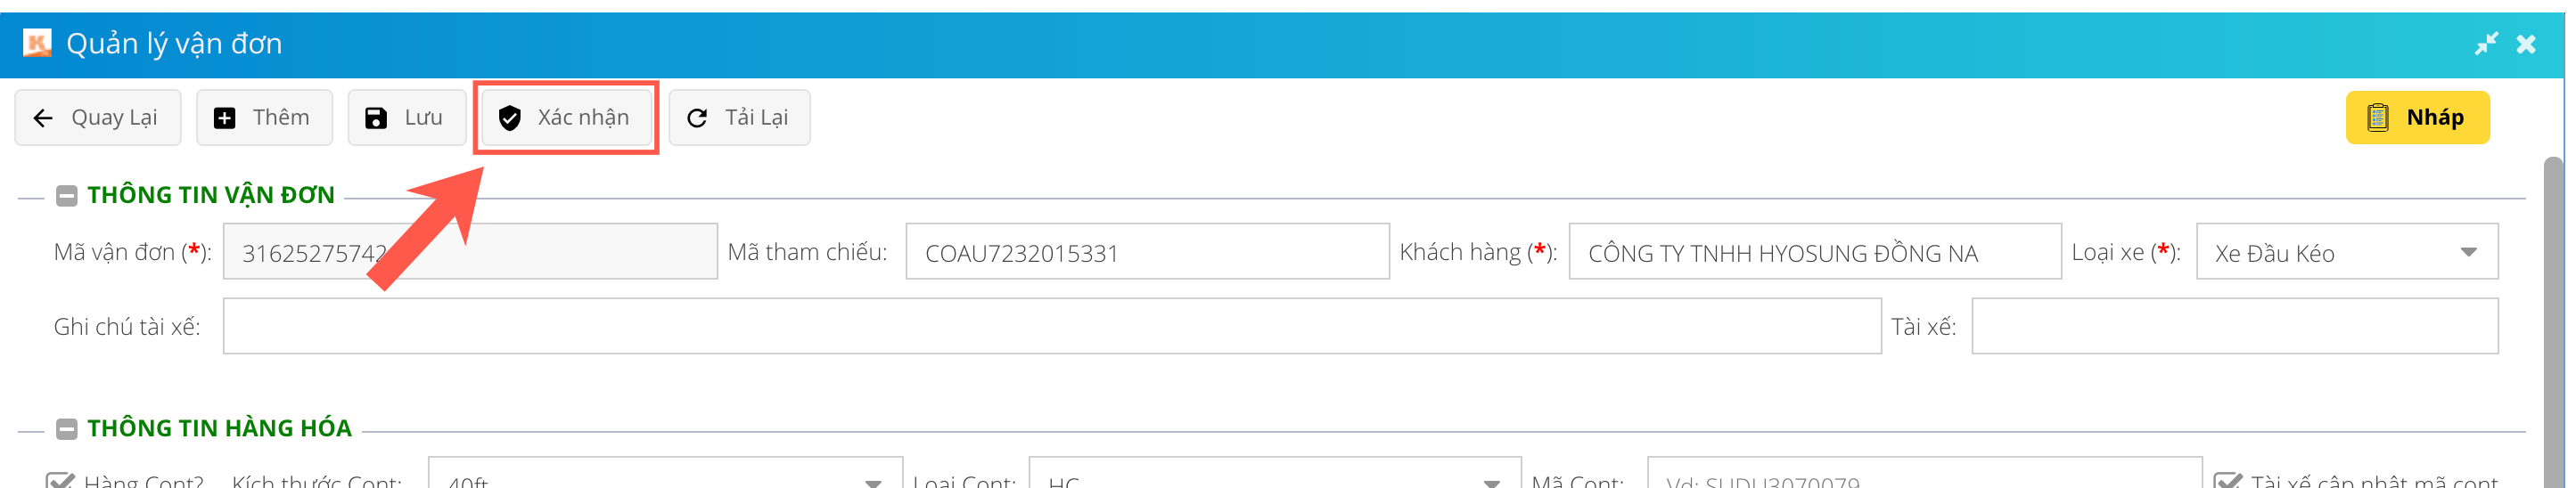 Quản lý vận đơn
Quay Lại Thêm Lưu Xác nhận Tải Lại Nháp
THÔNG TIN VẬN ĐƠN
Mã vận đơn (*): 31625275742 Mã tham chiếu: COAU7232015331 Khách hàng (*): CÔNG TY TNHH HYOSUNG ĐỒNG NA Loại xe (*): Xe Đầu Kéo
Ghi chú tài xế: Tài xế:
THÔNG TIN HÀNG HÓA
Hàng Cont? Kích thước Cont: 40ft Loại Cont: HC Mã Cont: Vd: SUDU3070079 Tài xế cập nhật mã cont